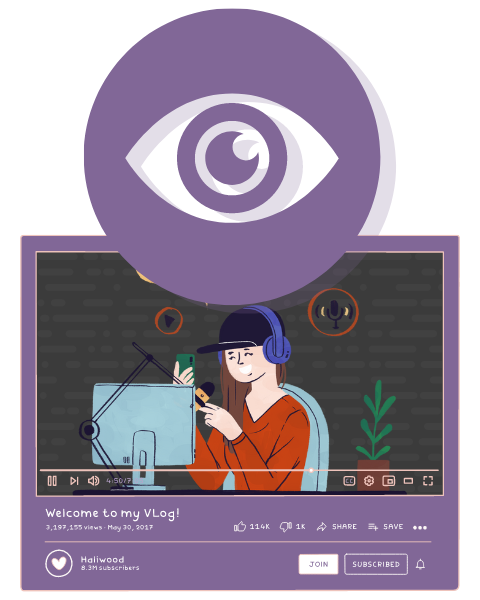 4:50/7
Welcome to my VLog!
3,197,155 views · May 30, 2017
114K
1K
SHARE
SAVE
Haliwood
8.3M subscribers
JOIN
SUBSCRIBED